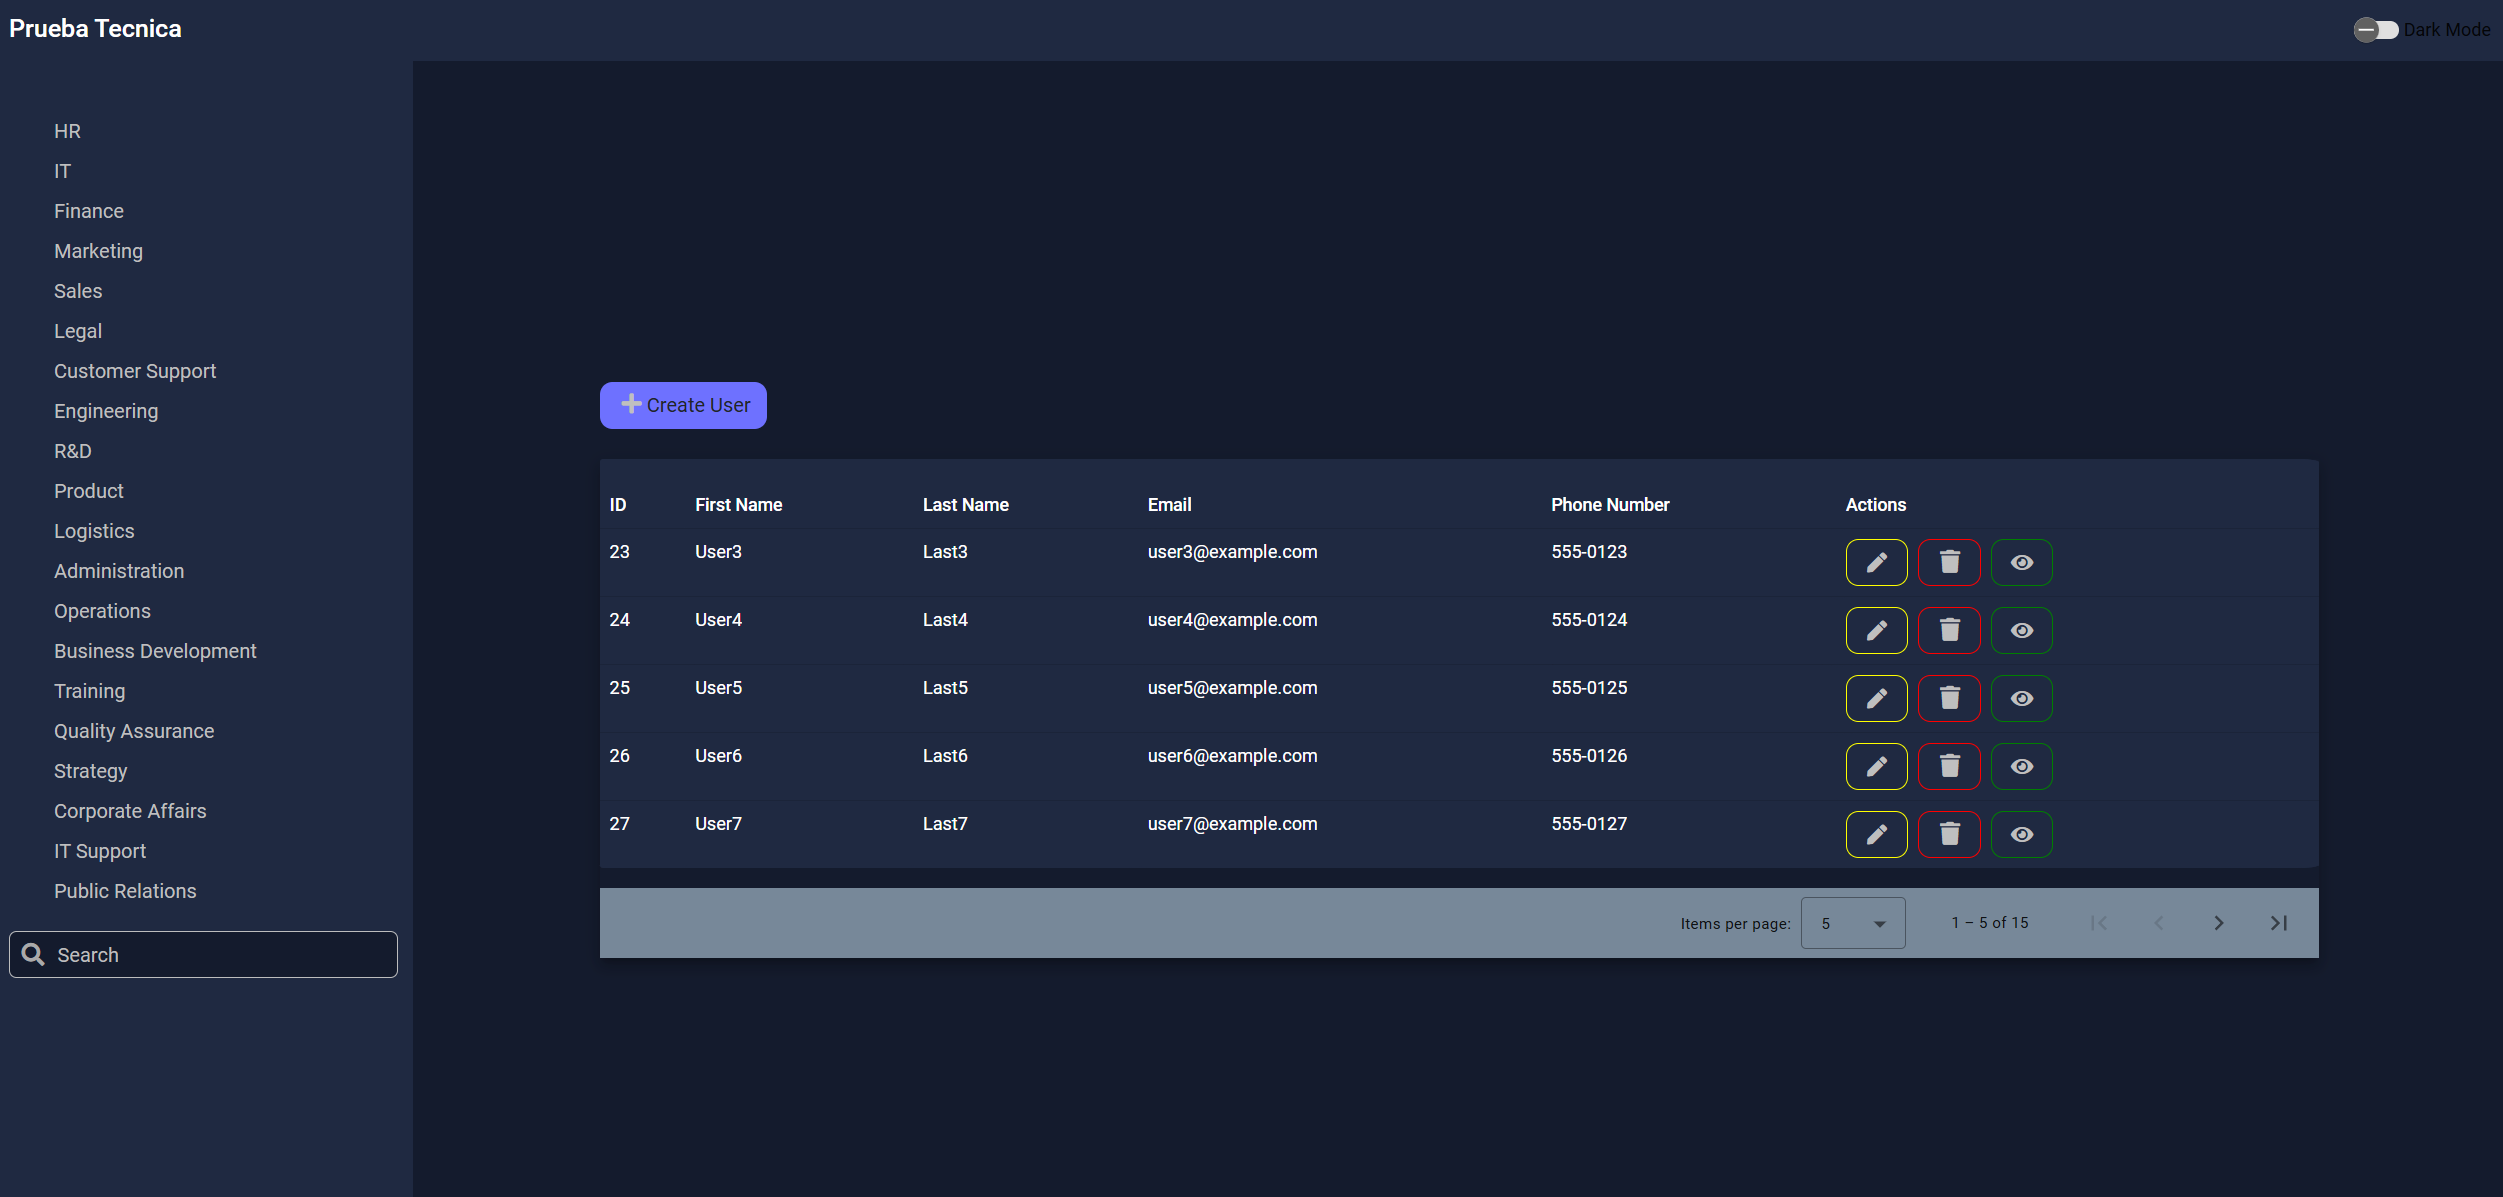 Prueba Tecnica
Dark Mode
HR
IT
Finance
Marketing
Sales
Legal
Customer Support
Engineering
R&D
Product
Logistics
Administration
Operations
Business Development
Training
Quality Assurance
Strategy
Corporate Affairs
IT Support
Public Relations
Search
Create User
ID First Name Last Name Email Phone Number Actions
23 User3 Last3 user3@example.com 555-0123
24 User4 Last4 user4@example.com 555-0124
25 User5 Last5 user5@example.com 555-0125
26 User6 Last6 user6@example.com 555-0126
27 User7 Last7 user7@example.com 555-0127
Items per page: 5 1 – 5 of 15